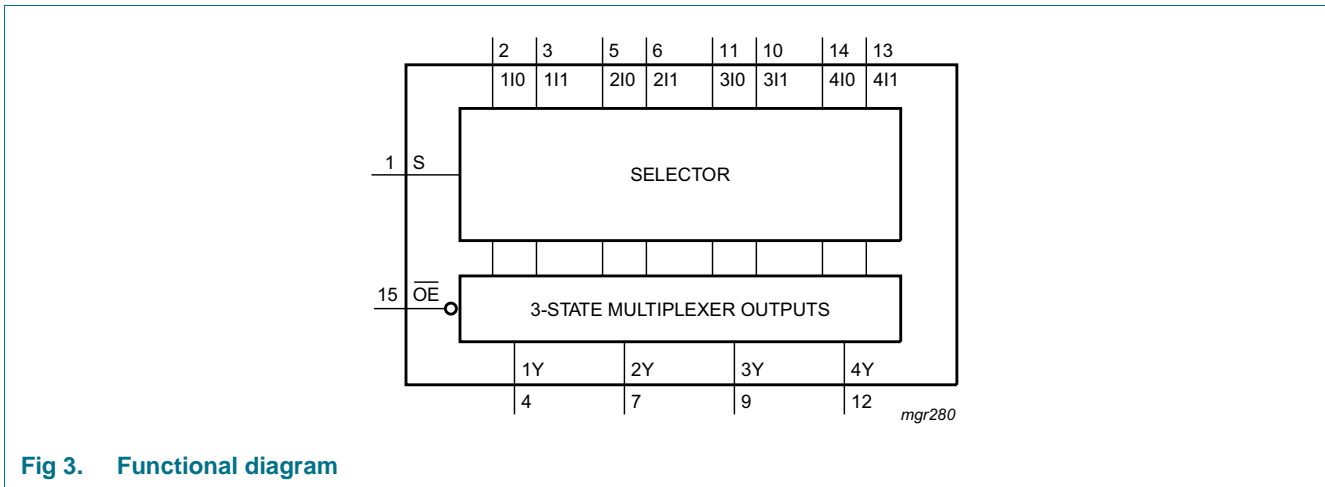 2 3 5 6 11 10 14 13
1I0 1I1 2I0 2I1 3I0 3I1 4I0 4I1
1 S
SELECTOR
15 O̅E̅
3-STATE MULTIPLEXER OUTPUTS
1Y 2Y 3Y 4Y
4 7 9 12
mgr280
Fig 3. Functional diagram